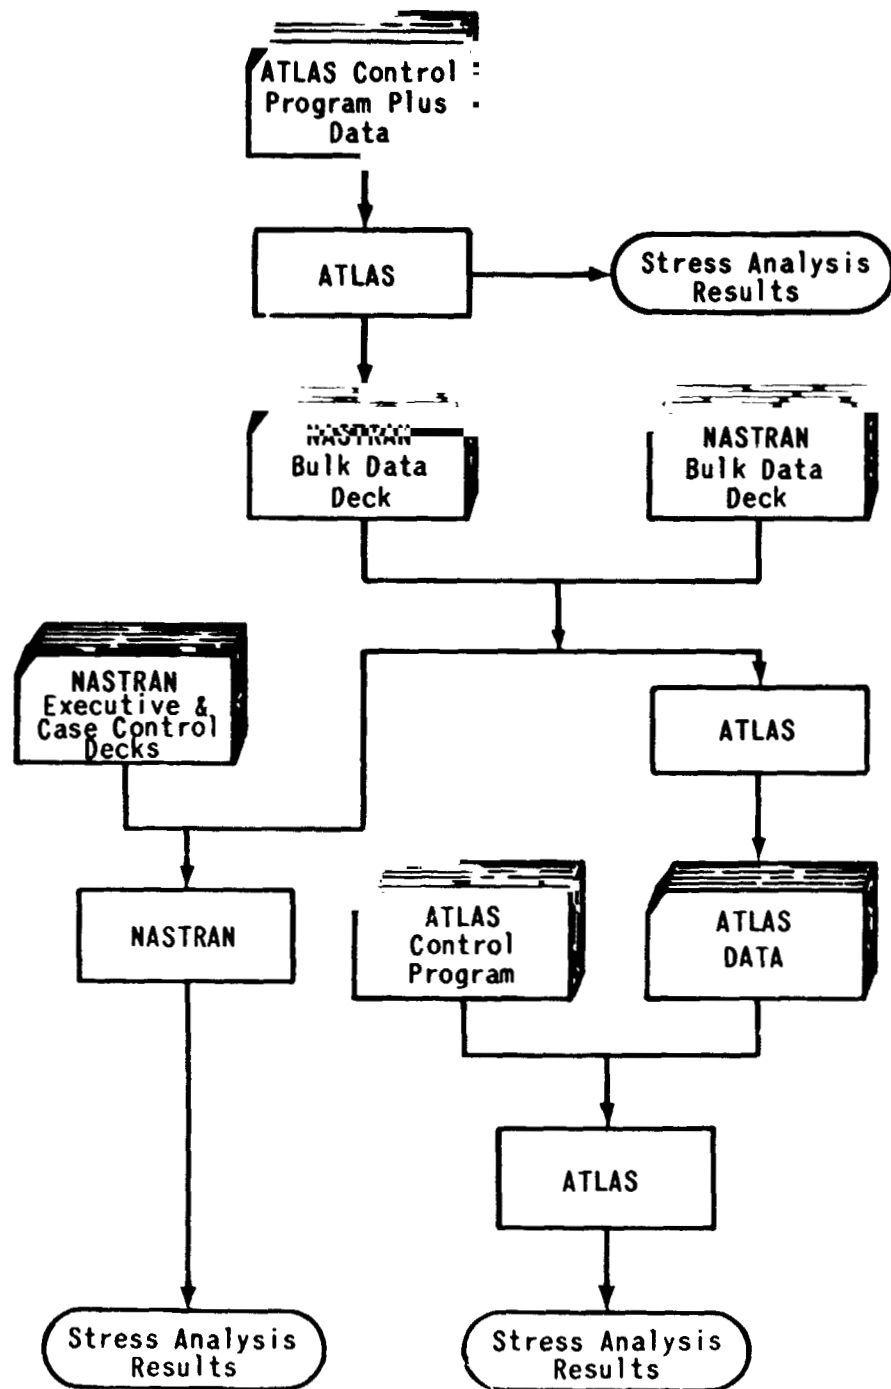 ATLAS Control
Program Plus
Data
ATLAS
Stress Analysis
Results
NASTRAN
Bulk Data
Deck
NASTRAN
Bulk Data
Deck
NASTRAN
Executive &
Case Control
Decks
ATLAS
NASTRAN
ATLAS
Control
Program
ATLAS
DATA
ATLAS
Stress Analysis
Results
Stress Analysis
Results